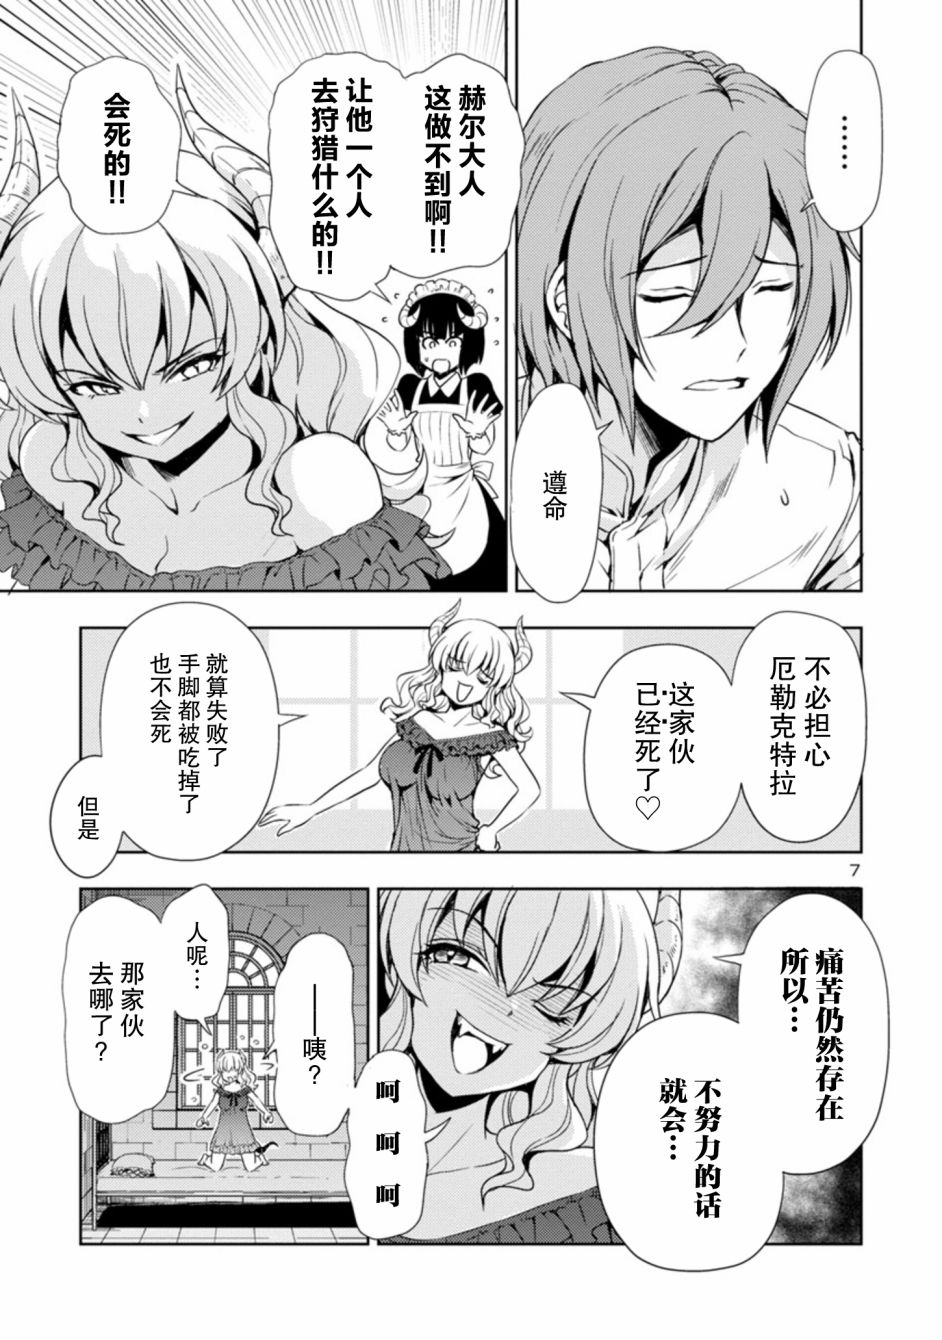 ……
遵命
赫尔大人
这做不到啊!!
让他一个人
去狩猎什么的!!
会死的!!
不必担心
厄勒克特拉
这家伙
已经死了♡
就算失败了
手脚都被吃掉了
也不会死
但是
7
痛苦仍然存在
所以…
不努力的话
就会…
呵呵呵
——咦?
人呢…
那家伙
去哪了?